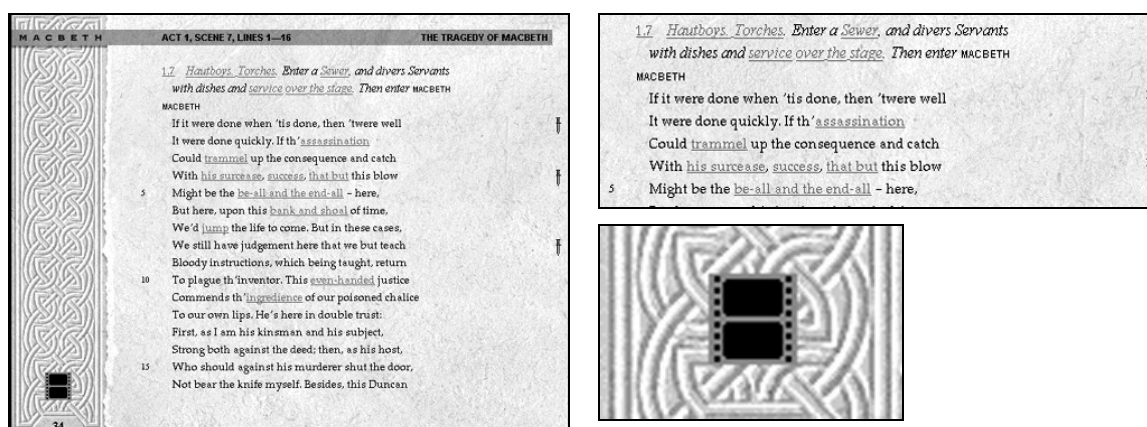 MACBETH ACT 1, SCENE 7, LINES 1—16 THE TRAGEDY OF MACBETH
1.7 Hautboys. Torches. Enter a Sewer, and divers Servants
with dishes and service over the stage. Then enter MACBETH
MACBETH
If it were done when ’tis done, then ’twere well
It were done quickly. If th’assassination
Could trammel up the consequence and catch
With his surcease, success, that but this blow
5 Might be the be-all and the end-all – here,
But here, upon this bank and shoal of time,
We’d jump the life to come. But in these cases,
We still have judgement here that we but teach
Bloody instructions, which being taught, return
10 To plague th’inventor. This even-handed justice
Commends th’ingredience of our poisoned chalice
To our own lips. He’s here in double trust:
First, as I am his kinsman and his subject,
Strong both against the deed; then, as his host,
15 Who should against his murderer shut the door,
Not bear the knife myself. Besides, this Duncan
34
1.7 Hautboys. Torches. Enter a Sewer, and divers Servants
with dishes and service over the stage. Then enter MACBETH
MACBETH
If it were done when ’tis done, then ’twere well
It were done quickly. If th’assassination
Could trammel up the consequence and catch
With his surcease, success, that but this blow
5 Might be the be-all and the end-all – here,